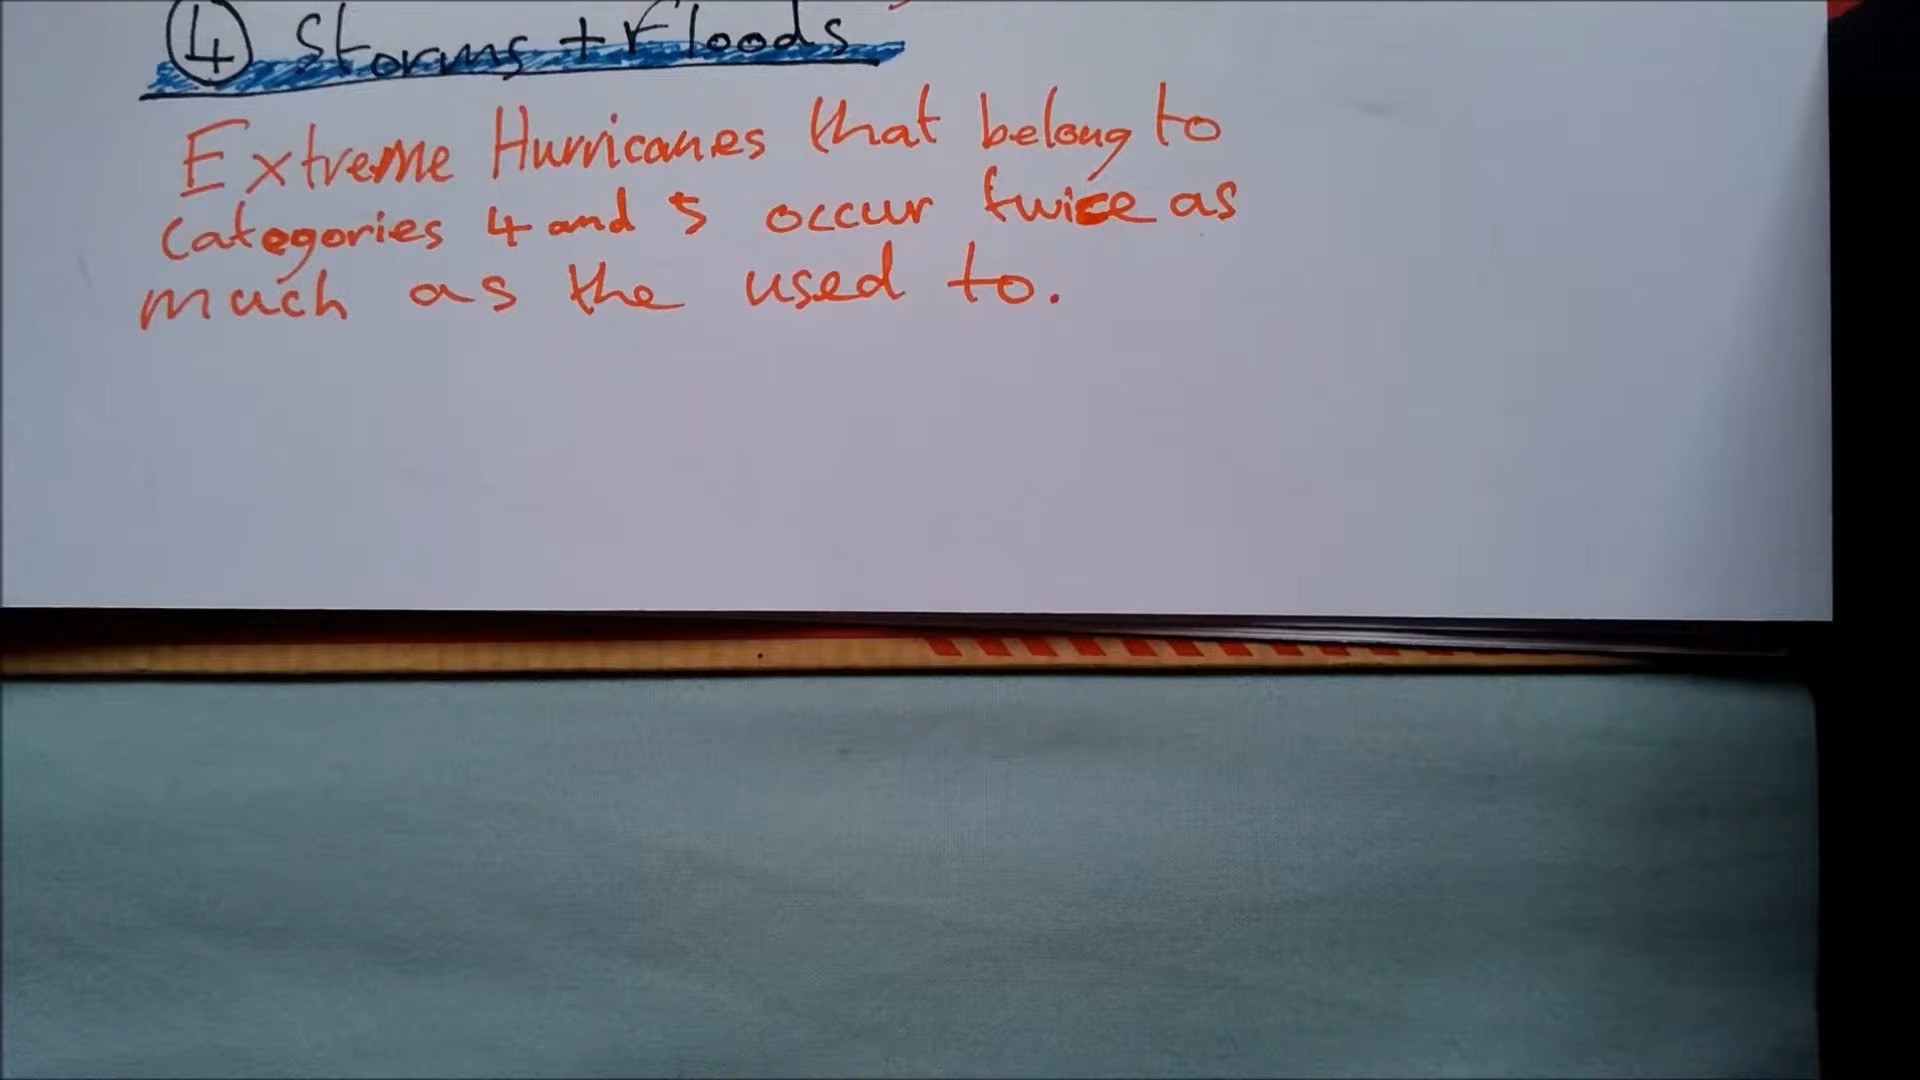 ④ Storms + Floods
Extreme Hurricanes that belong to
categories 4 and 5 occur twice as
much as the used to.